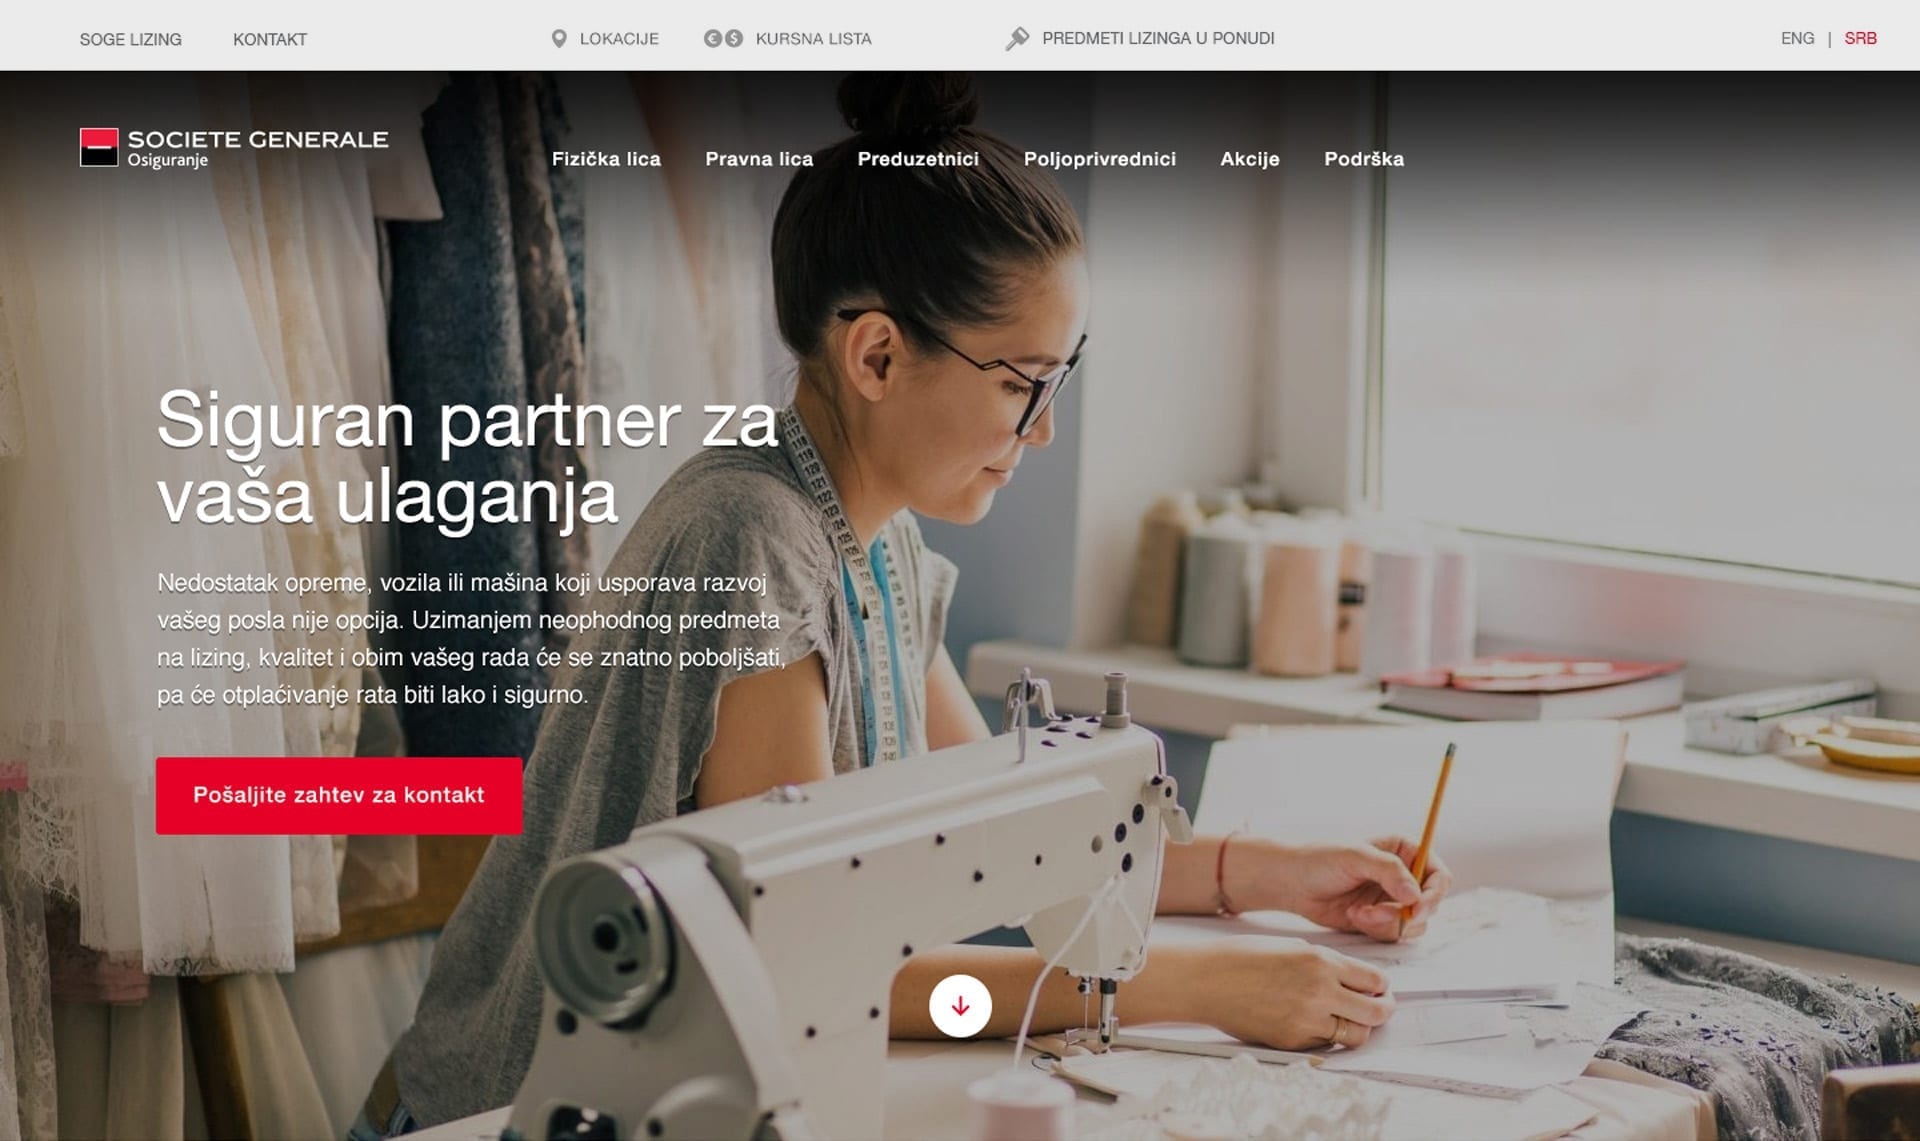 SOGE LIZING
KONTAKT
LOKACIJE
KURSNA LISTA
PREDMETI LIZINGA U PONUDI
ENG | SRB
SOCIETE GENERALE
Osiguranje
Fizička lica
Pravna lica
Preduzetnici
Poljoprivrednici
Akcije
Podrška
Siguran partner za
vaša ulaganja
Nedostatak opreme, vozila ili mašina koji usporava razvoj
vašeg posla nije opcija. Uzimanjem neophodnog predmeta
na lizing, kvalitet i obim vašeg rada će se znatno poboljšati,
pa će otplaćivanje rata biti lako i sigurno.
Pošaljite zahtev za kontakt